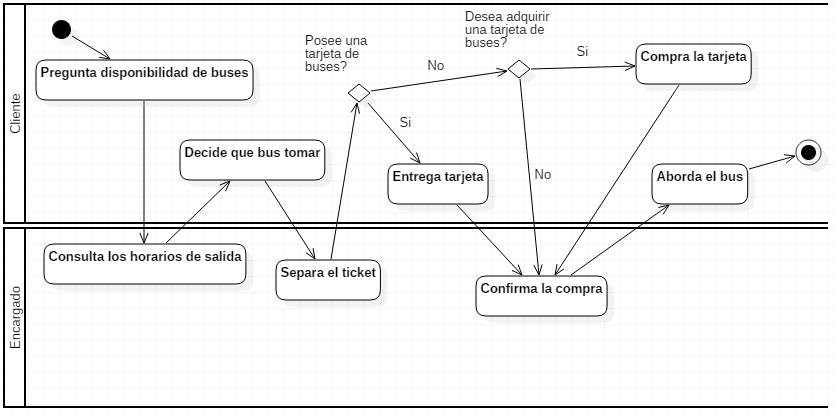 Cliente
Pregunta disponibilidad de buses
Posee una
tarjeta de
buses?
No
Si
Desea adquirir
una tarjeta de
buses?
Si
No
Compra la tarjeta
Decide que bus tomar
Entrega tarjeta
Aborda el bus
Encargado
Consulta los horarios de salida
Separa el ticket
Confirma la compra